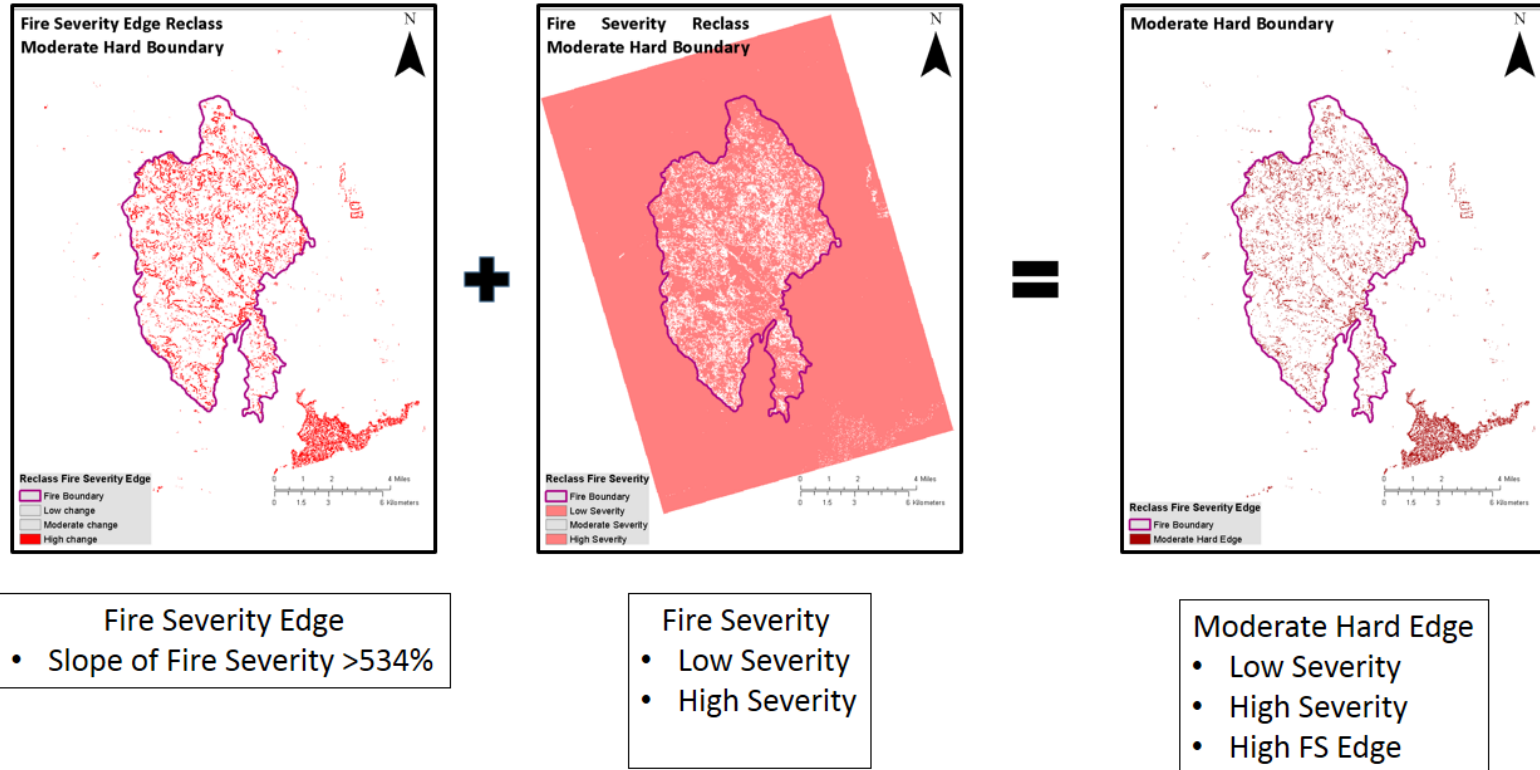 Fire Severity Edge Reclass
Moderate Hard Boundary
N
Reclass Fire Severity Edge
Fire Boundary
Low change
Moderate change
High change
0 1 2 4 Miles
0 1.5 3 6 Kilometers
Fire Severity Reclass
Moderate Hard Boundary
N
Reclass Fire Severity
Fire Boundary
Low Severity
Moderate Severity
High Severity
0 1 2 4 Miles
0 1.5 3 6 Kilometers
Moderate Hard Boundary
N
Reclass Fire Severity Edge
Fire Boundary
Moderate Hard Edge
0 1 2 4 Miles
0 1.5 3 6 Kilometers
Fire Severity Edge
• Slope of Fire Severity >534%
Fire Severity
• Low Severity
• High Severity
Moderate Hard Edge
• Low Severity
• High Severity
• High FS Edge